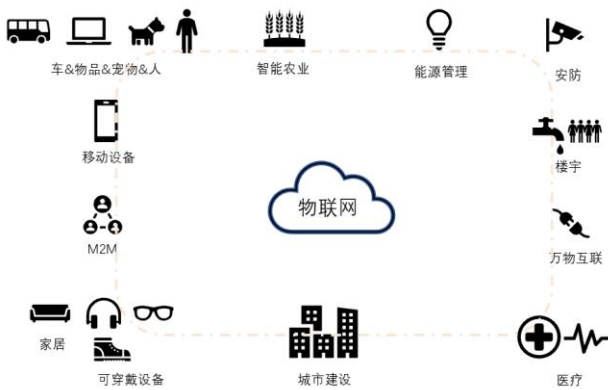 车&物品&宠物&人
智能农业
能源管理
安防
移动设备
楼宇
物联网
M2M
万物互联
家居
可穿戴设备
城市建设
医疗